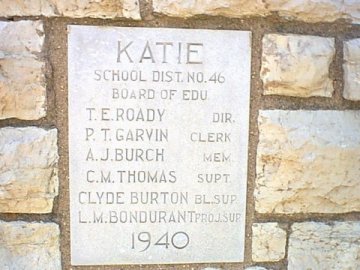 KATIE
SCHOOL DIST. NO. 46
BOARD OF EDU
T. E. ROADY DIR.
P. T. GARVIN CLERK
A. J. BURCH MEM.
C. M. THOMAS SUPT.
CLYDE BURTON BL. SUP.
L. M. BONDURANT PROJ. SUP.
1940